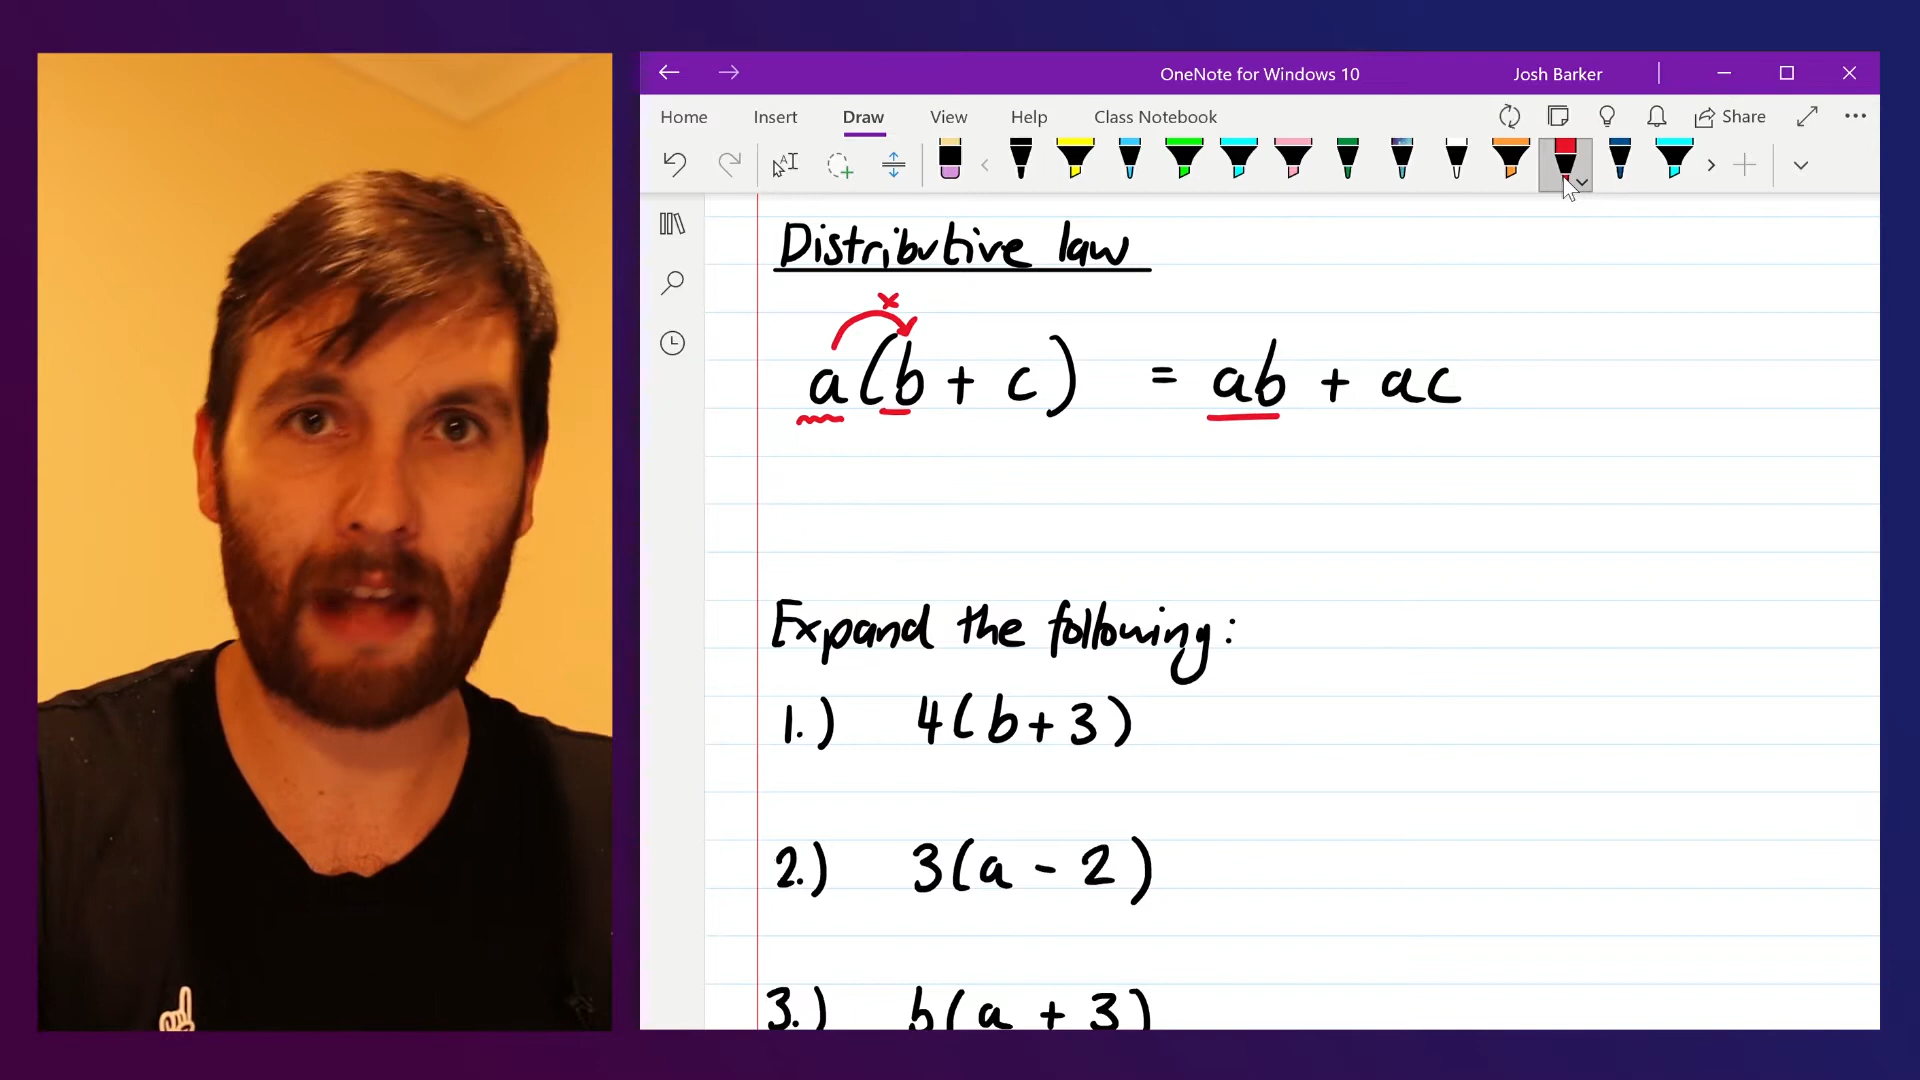 OneNote for Windows 10
Josh Barker
Home Insert Draw View Help Class Notebook Share
Distributive law
×
a(b + c) = ab + ac
Expand the following:
1.) 4(b+3)
2.) 3(a - 2)
3.) b(a + 3)